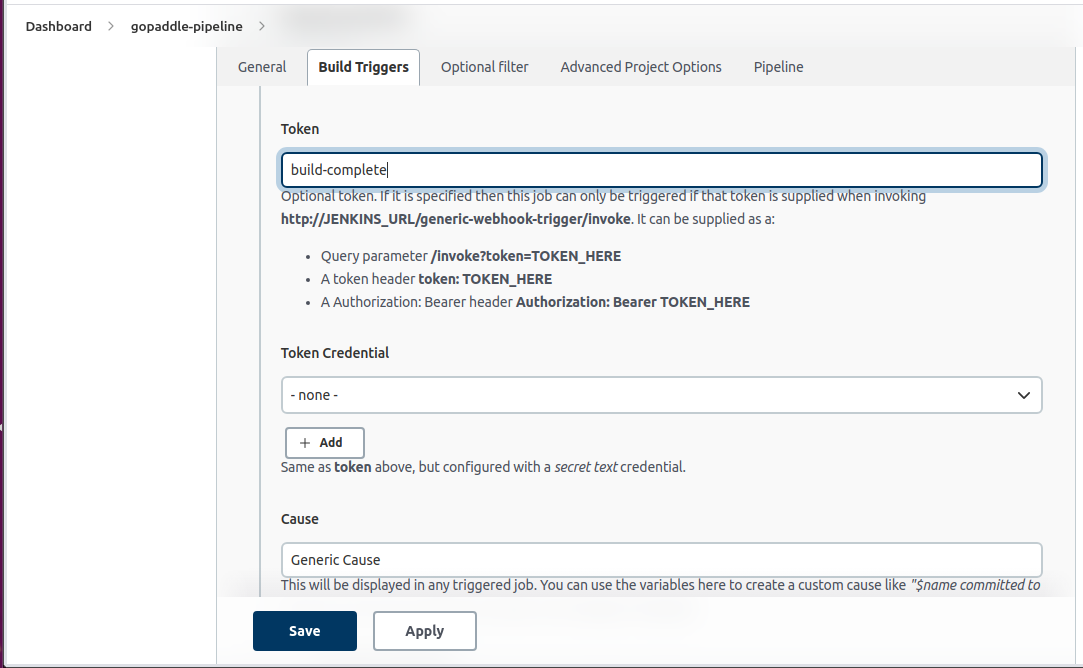 Dashboard > gopaddle-pipeline >
General Build Triggers Optional filter Advanced Project Options Pipeline
Token
build-complete
Optional token. If it is specified then this job can only be triggered if that token is supplied when invoking
http://JENKINS_URL/generic-webhook-trigger/invoke. It can be supplied as a:
• Query parameter /invoke?token=TOKEN_HERE
• A token header token: TOKEN_HERE
• A Authorization: Bearer header Authorization: Bearer TOKEN_HERE
Token Credential
- none -
+ Add
Same as token above, but configured with a secret text credential.
Cause
Generic Cause
This will be displayed in any triggered job. You can use the variables here to create a custom cause like "$name committed to
Save Apply